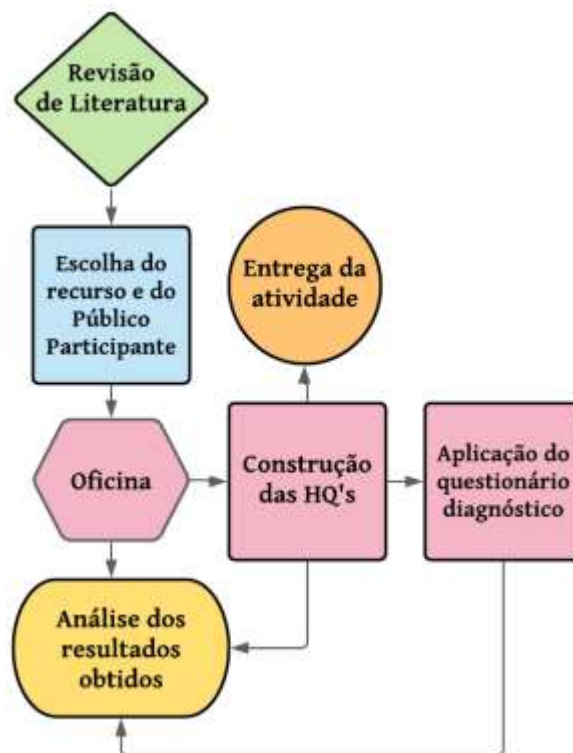 Revisão
de Literatura
Escolha do
recurso e do
Público
Participante
Entrega da
atividade
Oficina
Construção
das HQ's
Aplicação do
questionário
diagnóstico
Análise dos
resultados
obtidos